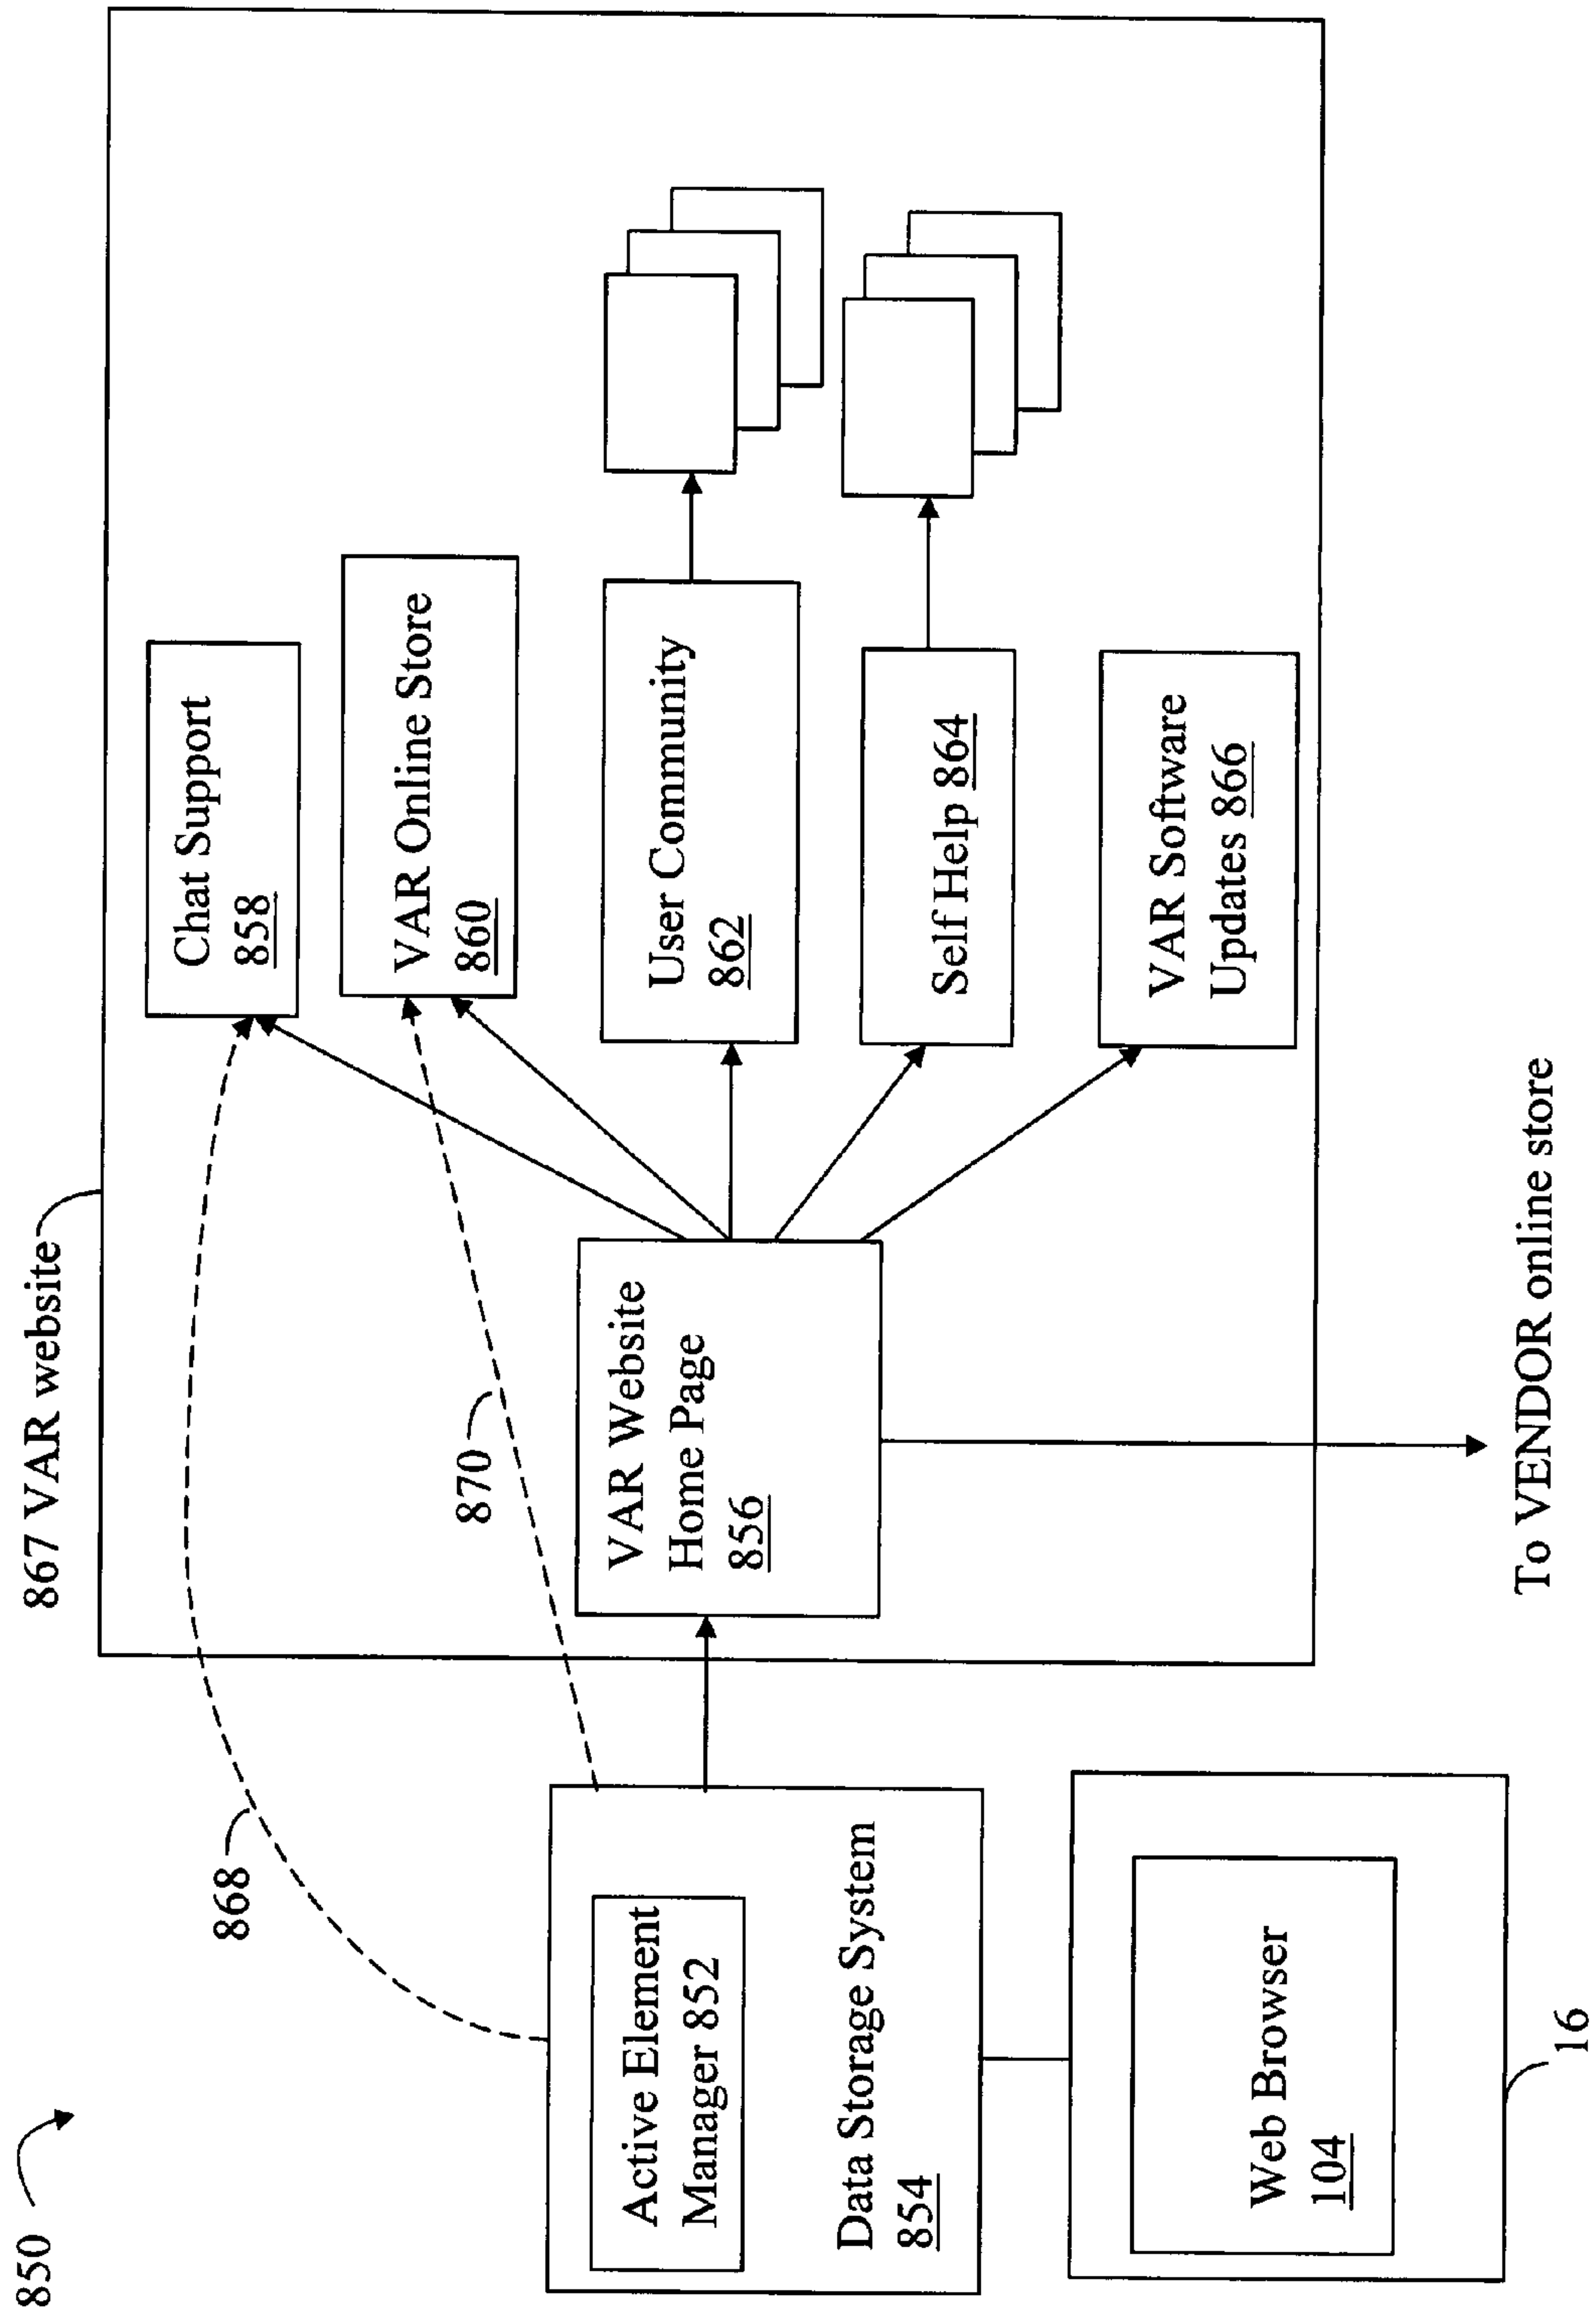 850
867 VAR website
868
870
Chat Support
858
VAR Online Store
860
User Community
862
Self Help 864
VAR Software
Updates 866
VAR Website
Home Page
856
Active Element
Manager 852
Data Storage System
854
Web Browser
104
16
To VENDOR online store